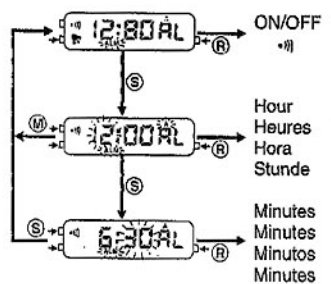 12:80AL
ON/OFF
R
S
12:00AL
M
R
Hour
Heures
Hora
Stunde
S
6:30AL
S
R
Minutes
Minutes
Minutos
Minutes